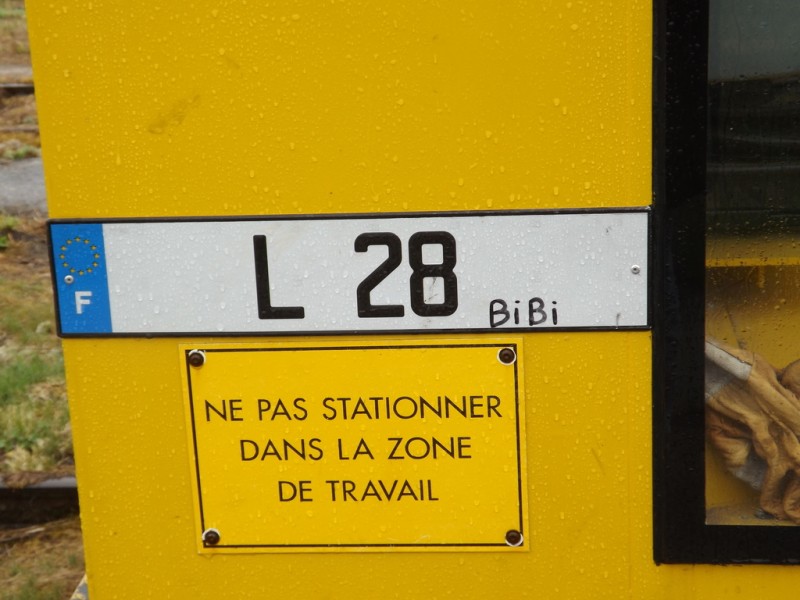 F L 28 BiBi
NE PAS STATIONNER
DANS LA ZONE
DE TRAVAIL